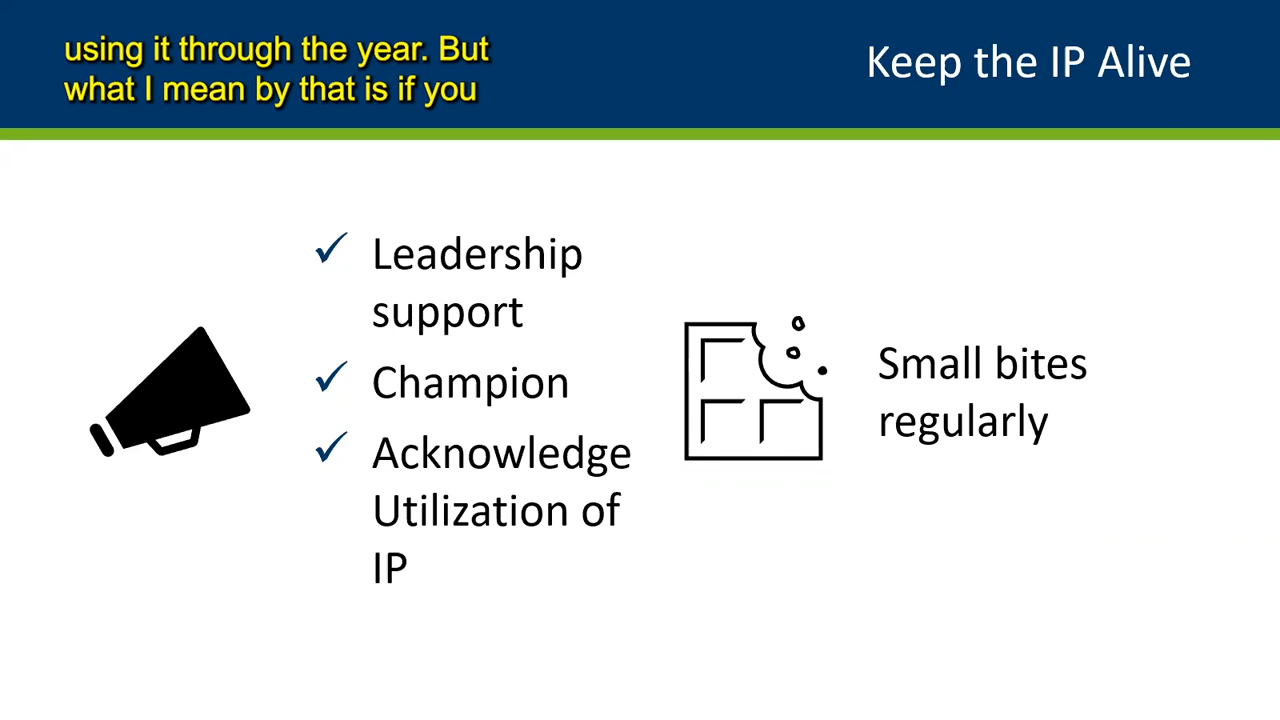 using it through the year. But
what I mean by that is if you
Keep the IP Alive
Leadership
support
Champion
Acknowledge
Utilization of
IP
Small bites
regularly